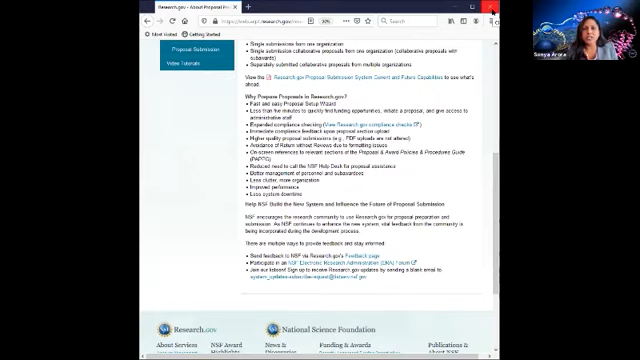 Research.gov - About Proposal Pre
Search
Most Visited
Getting Started
Proposal Submission
Video Tutorials
• Single submissions from one organization
• Single submission collaborative proposals from one organization (collaborative proposals with
subawards)
• Separately submitted collaborative proposals from multiple organizations
View the Research.gov Proposal Submission System Current and Future Capabilities to see what's
ahead.
Why Prepare Proposals in Research.gov?
• Fast and easy Proposal Setup Wizard
• Less than five minutes to quickly find funding opportunities, initiate a proposal, and give access to
administrative staff
• Expanded compliance checking (View Research.gov compliance checks)
• Immediate compliance feedback upon proposal section upload
• Higher quality proposal submissions (e.g., PDF uploads are not altered)
• Avoidance of Return without Reviews due to formatting issues
• On-screen references to relevant sections of the Proposal & Award Policies & Procedures Guide
(PAPPG)
• Reduced need to call the NSF Help Desk for proposal assistance
• Better management of personnel and subawardees
• Less clutter, more organization
• Improved performance
• Less system downtime
Help NSF Build the New System and Influence the Future of Proposal Submission
NSF encourages the research community to use Research.gov for proposal preparation and
submission. As NSF continues to enhance the new system, vital feedback from the community is
being incorporated during the development process.
There are multiple ways to provide feedback and stay informed
• Send feedback to NSF via Research.gov's Feedback page
• Participate in an NSF Electronic Research Administration (ERA) Forum
• Join our listserv! Sign up to receive Research.gov updates by sending a blank email to
system_updates-subscribe-request@listserv.nsf.gov
Research.gov
National Science Foundation
About Services
NSF Award
Highlights
News &
Funding & Awards
Publications &
Sonya Arora